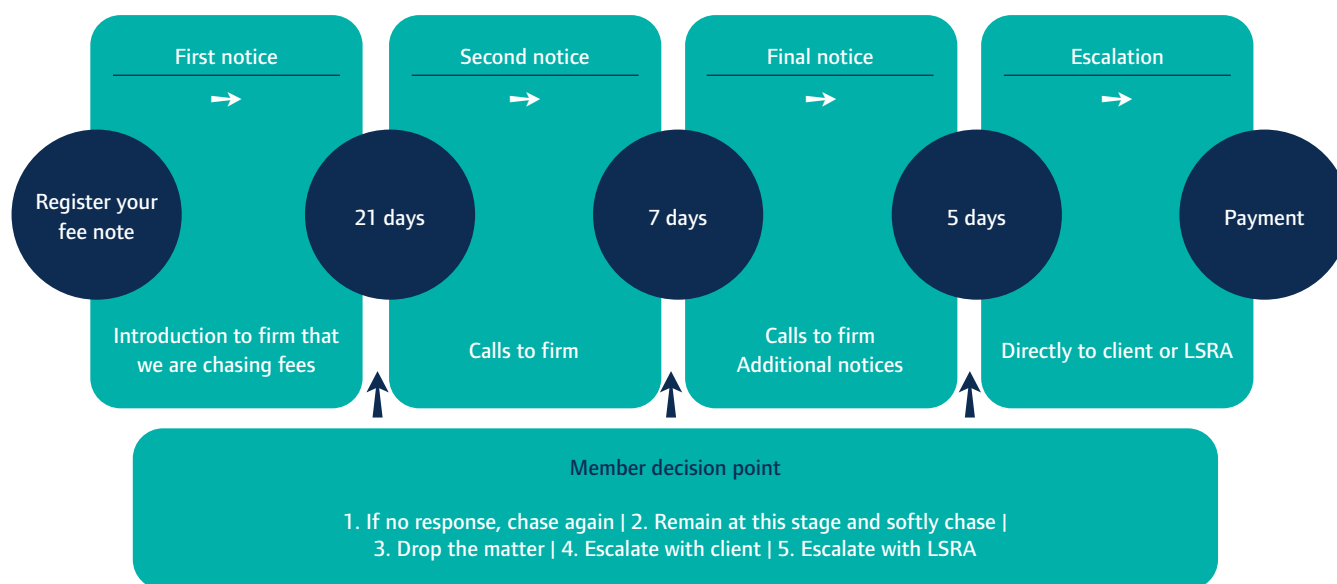 First notice
Second notice
Final notice
Escalation
Register your
fee note
21 days
7 days
5 days
Payment
Introduction to firm that
we are chasing fees
Calls to firm
Calls to firm
Additional notices
Directly to client or LSRA
Member decision point
1. If no response, chase again | 2. Remain at this stage and softly chase |
3. Drop the matter | 4. Escalate with client | 5. Escalate with LSRA